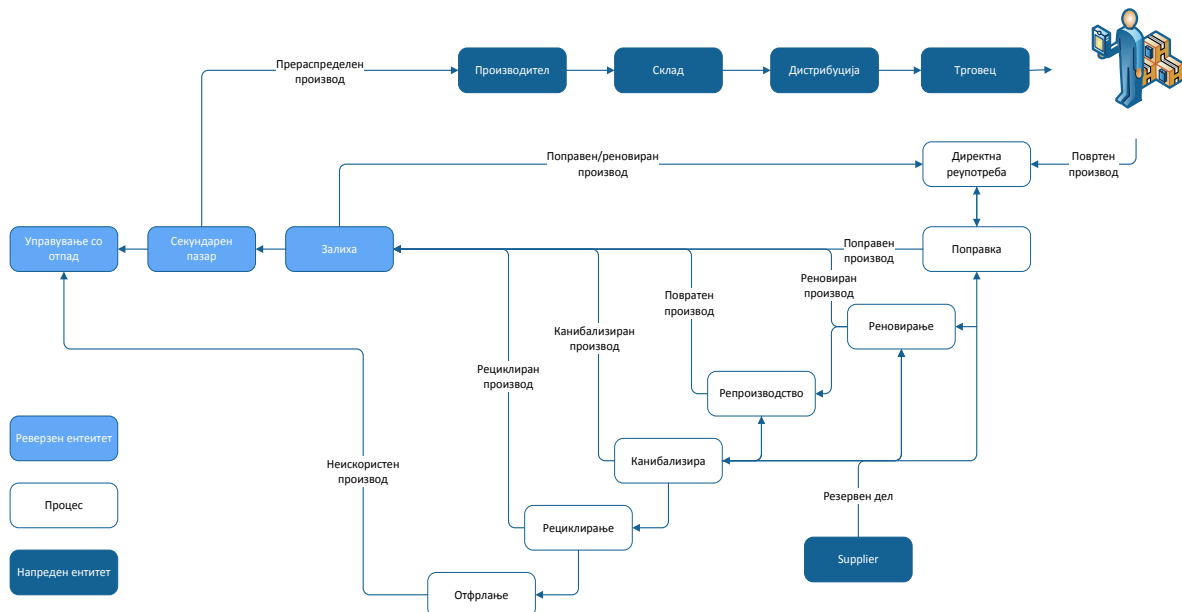 Прераспределен
производ
Производител
Склад
Дистрибуција
Трговец
Поправен/реновиран
производ
Директна
реупотреба
Повртен
производ
Управување со
отпад
Секундарен
пазар
Залиха
Поправен
производ
Поправка
Реновиран
производ
Повратен
производ
Реновирање
Канибализиран
производ
Рециклиран
производ
Репроизводство
Реверзен ентеитет
Канибализира
Неискористен
производ
Процес
Резервен дел
Рециклирање
Supplier
Напреден ентитет
Отфрлање